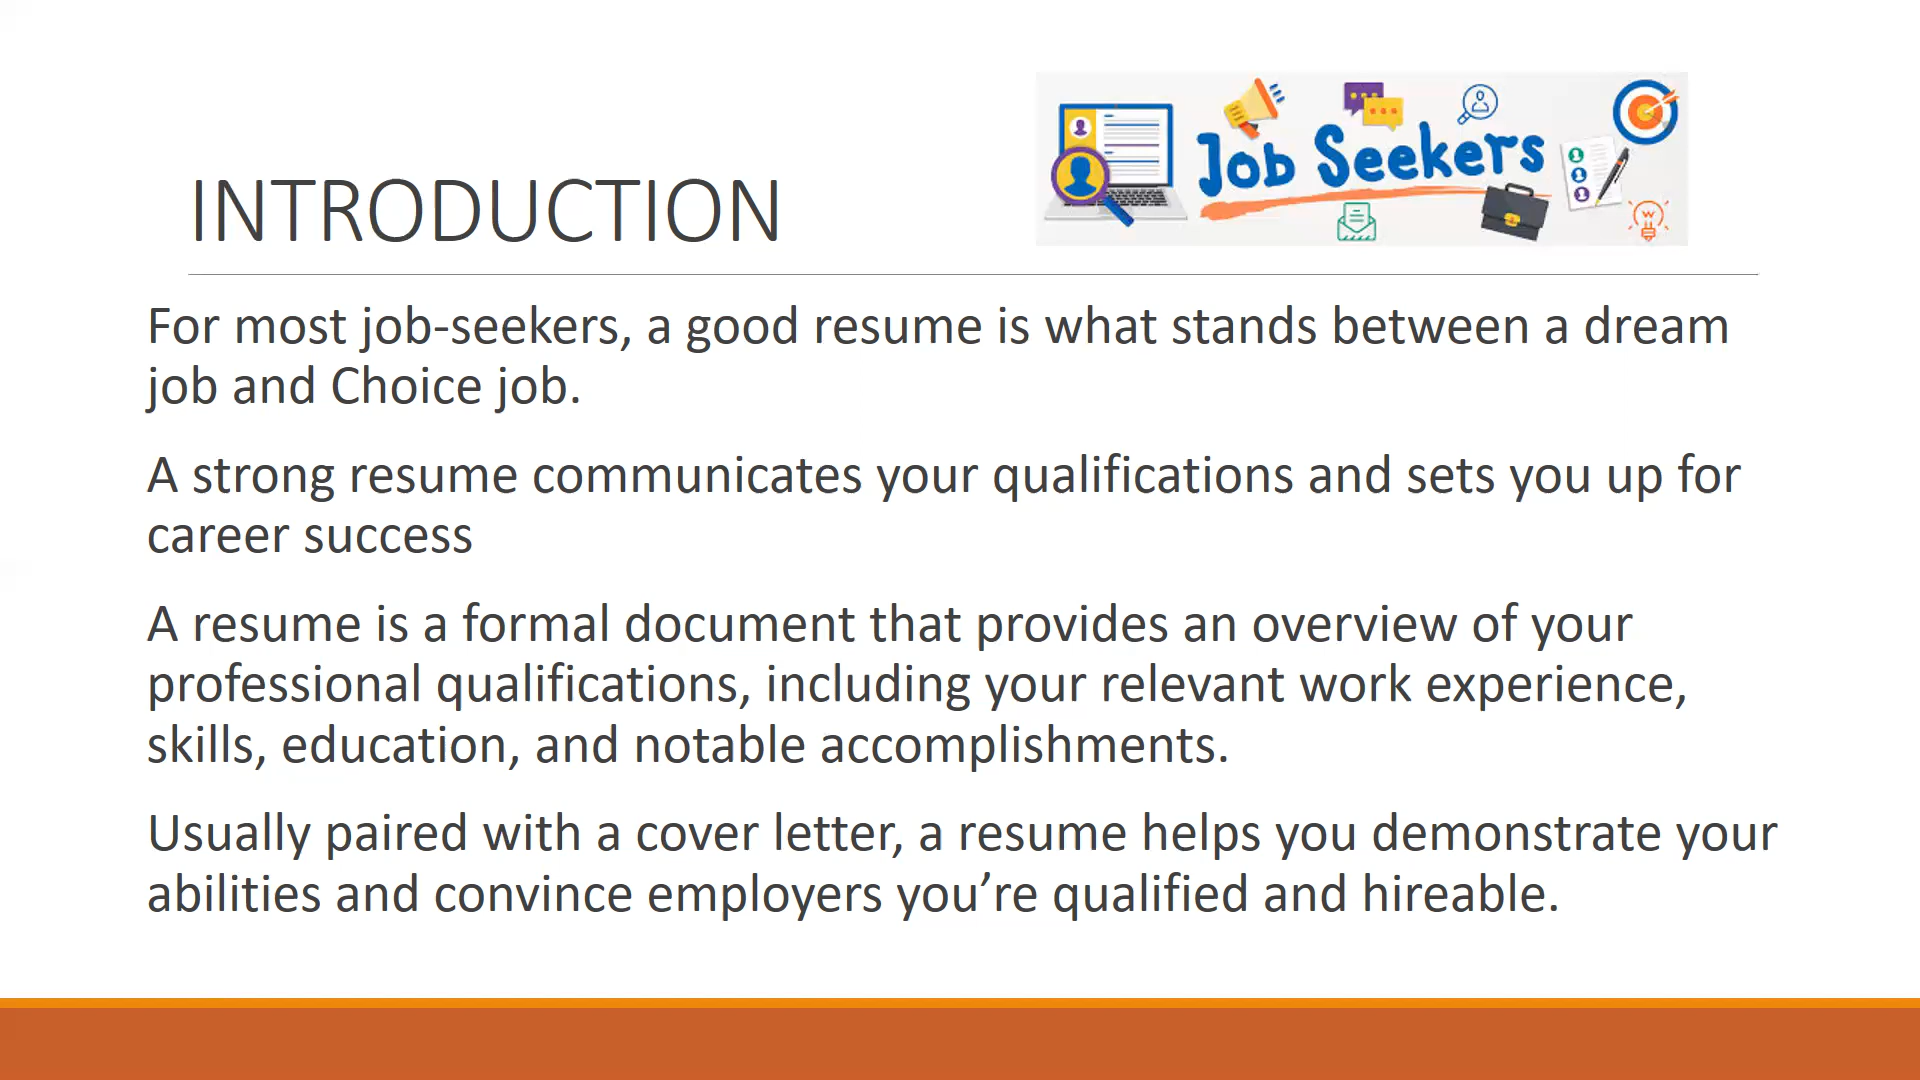 INTRODUCTION
Job Seekers
For most job-seekers, a good resume is what stands between a dream
job and Choice job.
A strong resume communicates your qualifications and sets you up for
career success
A resume is a formal document that provides an overview of your
professional qualifications, including your relevant work experience,
skills, education, and notable accomplishments.
Usually paired with a cover letter, a resume helps you demonstrate your
abilities and convince employers you’re qualified and hireable.